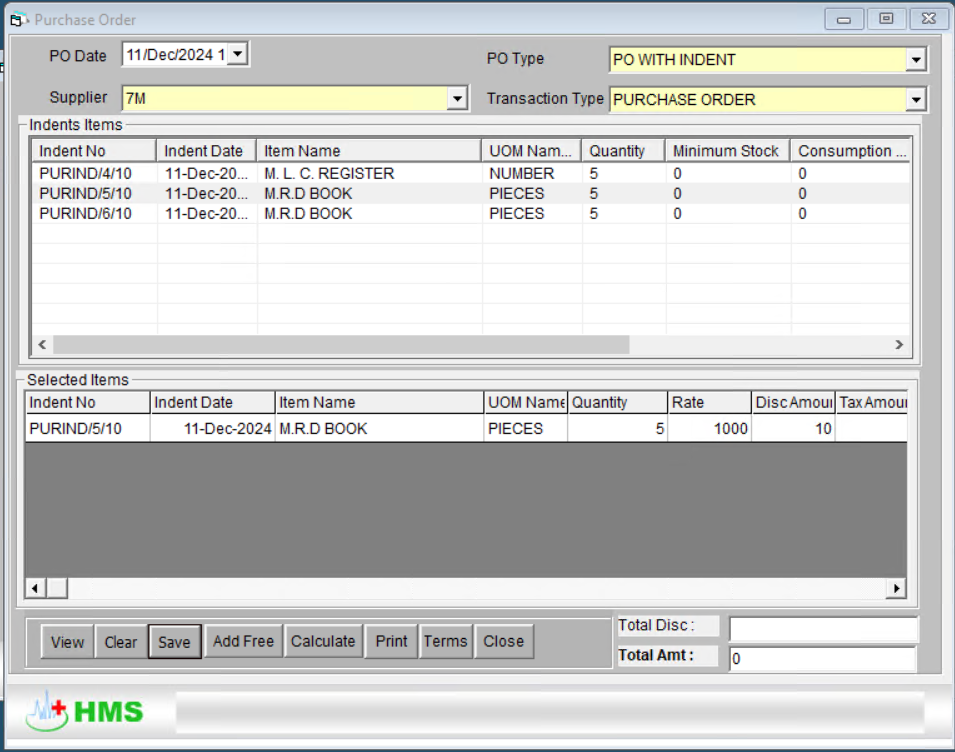 Purchase Order
PO Date 11/Dec/2024 1 PO Type PO WITH INDENT
Supplier 7M Transaction Type PURCHASE ORDER
Indents Items
Indent No Indent Date Item Name UOM Nam... Quantity Minimum Stock Consumption ...
PURIND/4/10 11-Dec-20... M. L. C. REGISTER NUMBER 5 0 0
PURIND/5/10 11-Dec-20... M.R.D BOOK PIECES 5 0 0
PURIND/6/10 11-Dec-20... M.R.D BOOK PIECES 5 0 0
Selected Items
Indent No Indent Date Item Name UOM Name Quantity Rate Disc Amou Tax Amou
PURIND/5/10 11-Dec-2024 M.R.D BOOK PIECES 5 1000 10
View Clear Save Add Free Calculate Print Terms Close
Total Disc :
Total Amt : 0
HMS